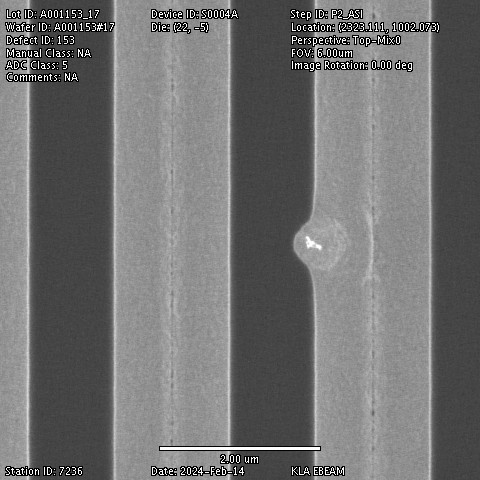 Lot ID: A001153_17 Device ID: S0004A Step ID: P2_ASI
Wafer ID: A001153#17 Die: (22, -5) Location: (2323.111, 1002.073)
Defect ID: 153 Perspective: Top-Mix0
Manual Class: NA FOV: 6.00um
ADC Class: 5 Image Rotation: 0.00 deg
Comments: NA
2.00 um
Station ID: 7236 Date: 2024-Feb-14 KLA EBEAM